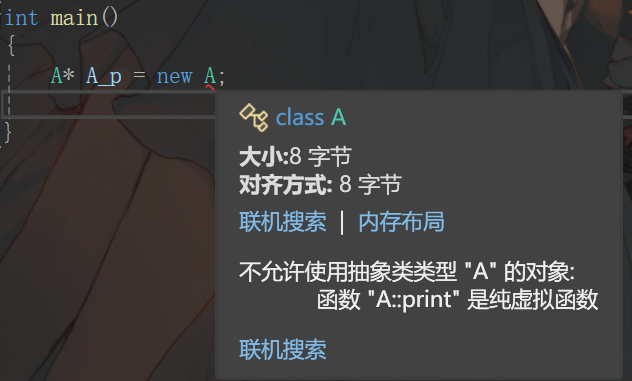 int main()
{
A* A_p = new A;
}
class A
大小:8 字节
对齐方式: 8 字节
联机搜索 | 内存布局
不允许使用抽象类类型 "A" 的对象:
函数 "A::print" 是纯虚拟函数
联机搜索